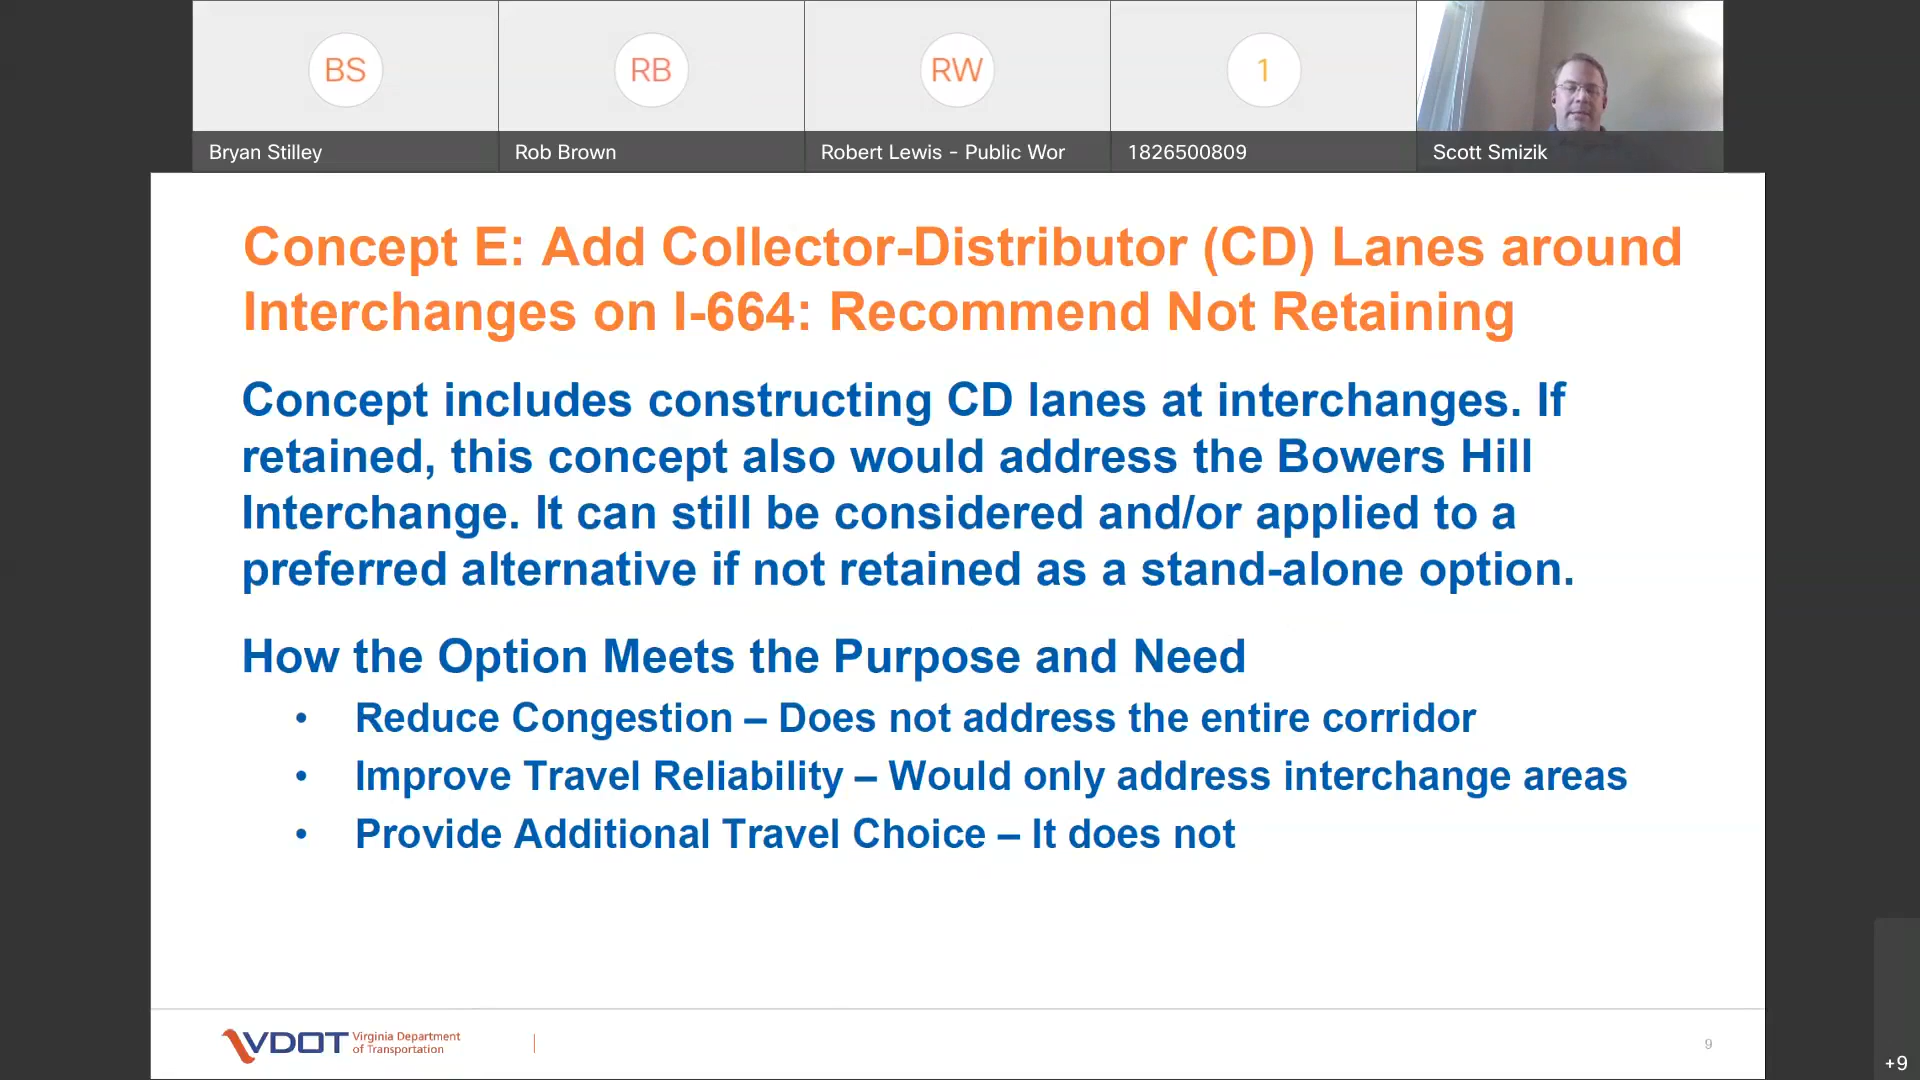 BS
RB
RW
1
Bryan Stilley
Rob Brown
Robert Lewis - Public Wor
1826500809
Scott Smizik
Concept E: Add Collector-Distributor (CD) Lanes around
Interchanges on I-664: Recommend Not Retaining
Concept includes constructing CD lanes at interchanges. If
retained, this concept also would address the Bowers Hill
Interchange. It can still be considered and/or applied to a
preferred alternative if not retained as a stand-alone option.
How the Option Meets the Purpose and Need
• Reduce Congestion – Does not address the entire corridor
• Improve Travel Reliability – Would only address interchange areas
• Provide Additional Travel Choice – It does not
VDOT Virginia Department
of Transportation
9
+9